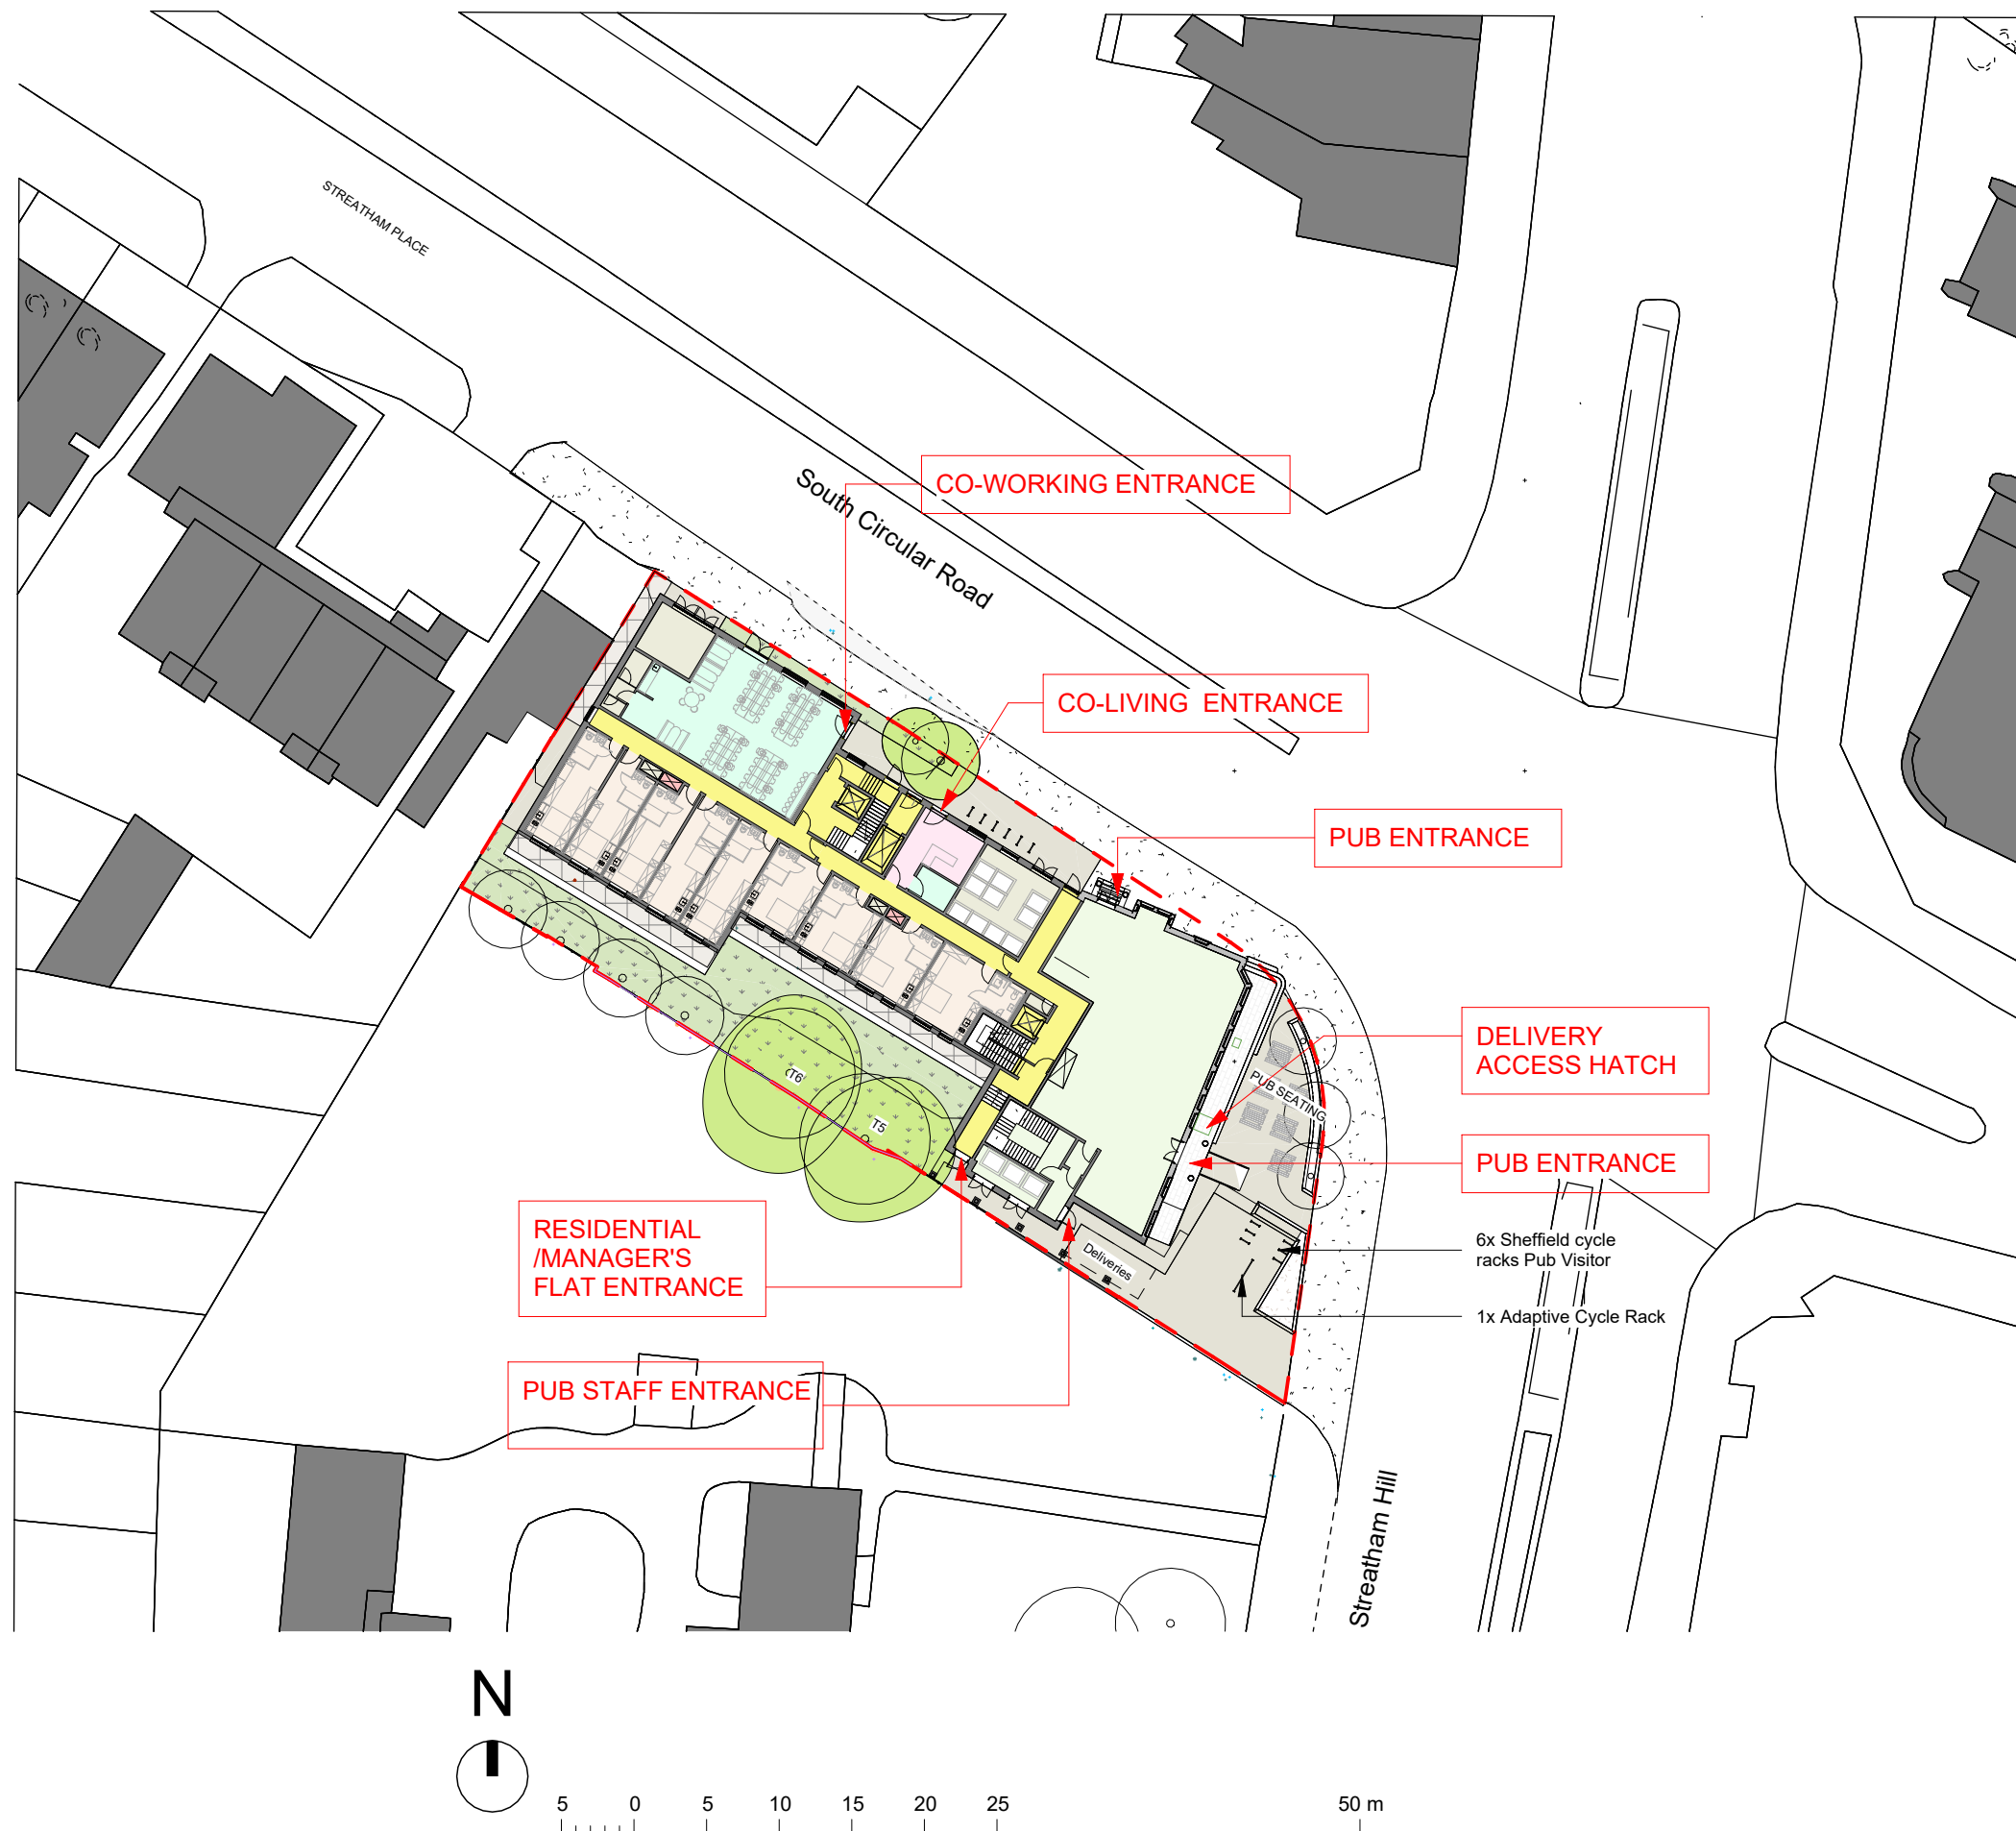 STREATHAM PLACE
CO-WORKING ENTRANCE
South Circular Road
CO-LIVING ENTRANCE
PUB ENTRANCE
DELIVERY
ACCESS HATCH
PUB SEATING
T6
T5
PUB ENTRANCE
RESIDENTIAL
/MANAGER'S
FLAT ENTRANCE
6x Sheffield cycle
racks Pub Visitor
Deliveries
1x Adaptive Cycle Rack
PUB STAFF ENTRANCE
Streatham Hill
N
5 0 5 10 15 20 25 50 m